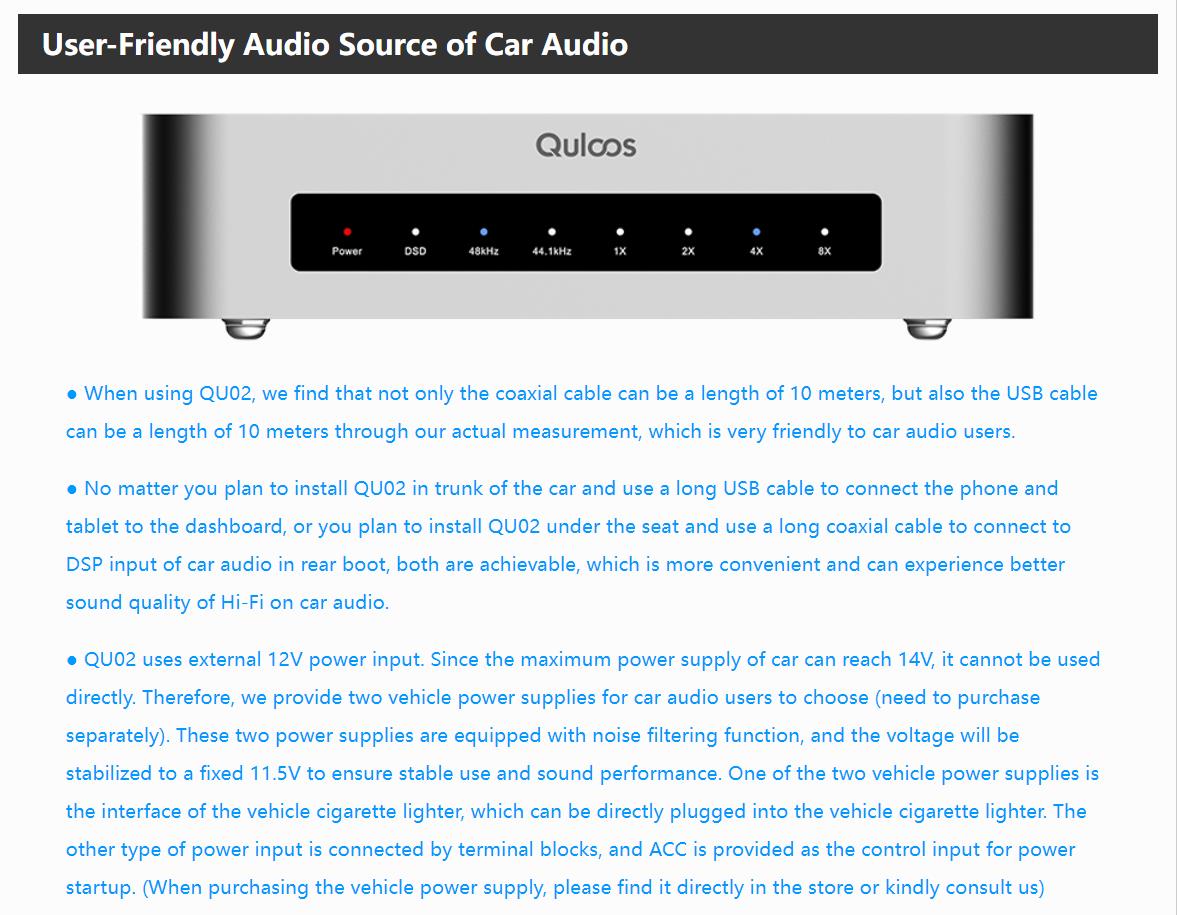 User-Friendly Audio Source of Car Audio
Quloos
Power DSD 48kHz 44.1kHz 1X 2X 4X 8X
● When using QU02, we find that not only the coaxial cable can be a length of 10 meters, but also the USB cable
can be a length of 10 meters through our actual measurement, which is very friendly to car audio users.
● No matter you plan to install QU02 in trunk of the car and use a long USB cable to connect the phone and
tablet to the dashboard, or you plan to install QU02 under the seat and use a long coaxial cable to connect to
DSP input of car audio in rear boot, both are achievable, which is more convenient and can experience better
sound quality of Hi-Fi on car audio.
● QU02 uses external 12V power input. Since the maximum power supply of car can reach 14V, it cannot be used
directly. Therefore, we provide two vehicle power supplies for car audio users to choose (need to purchase
separately). These two power supplies are equipped with noise filtering function, and the voltage will be
stabilized to a fixed 11.5V to ensure stable use and sound performance. One of the two vehicle power supplies is
the interface of the vehicle cigarette lighter, which can be directly plugged into the vehicle cigarette lighter. The
other type of power input is connected by terminal blocks, and ACC is provided as the control input for power
startup. (When purchasing the vehicle power supply, please find it directly in the store or kindly consult us)